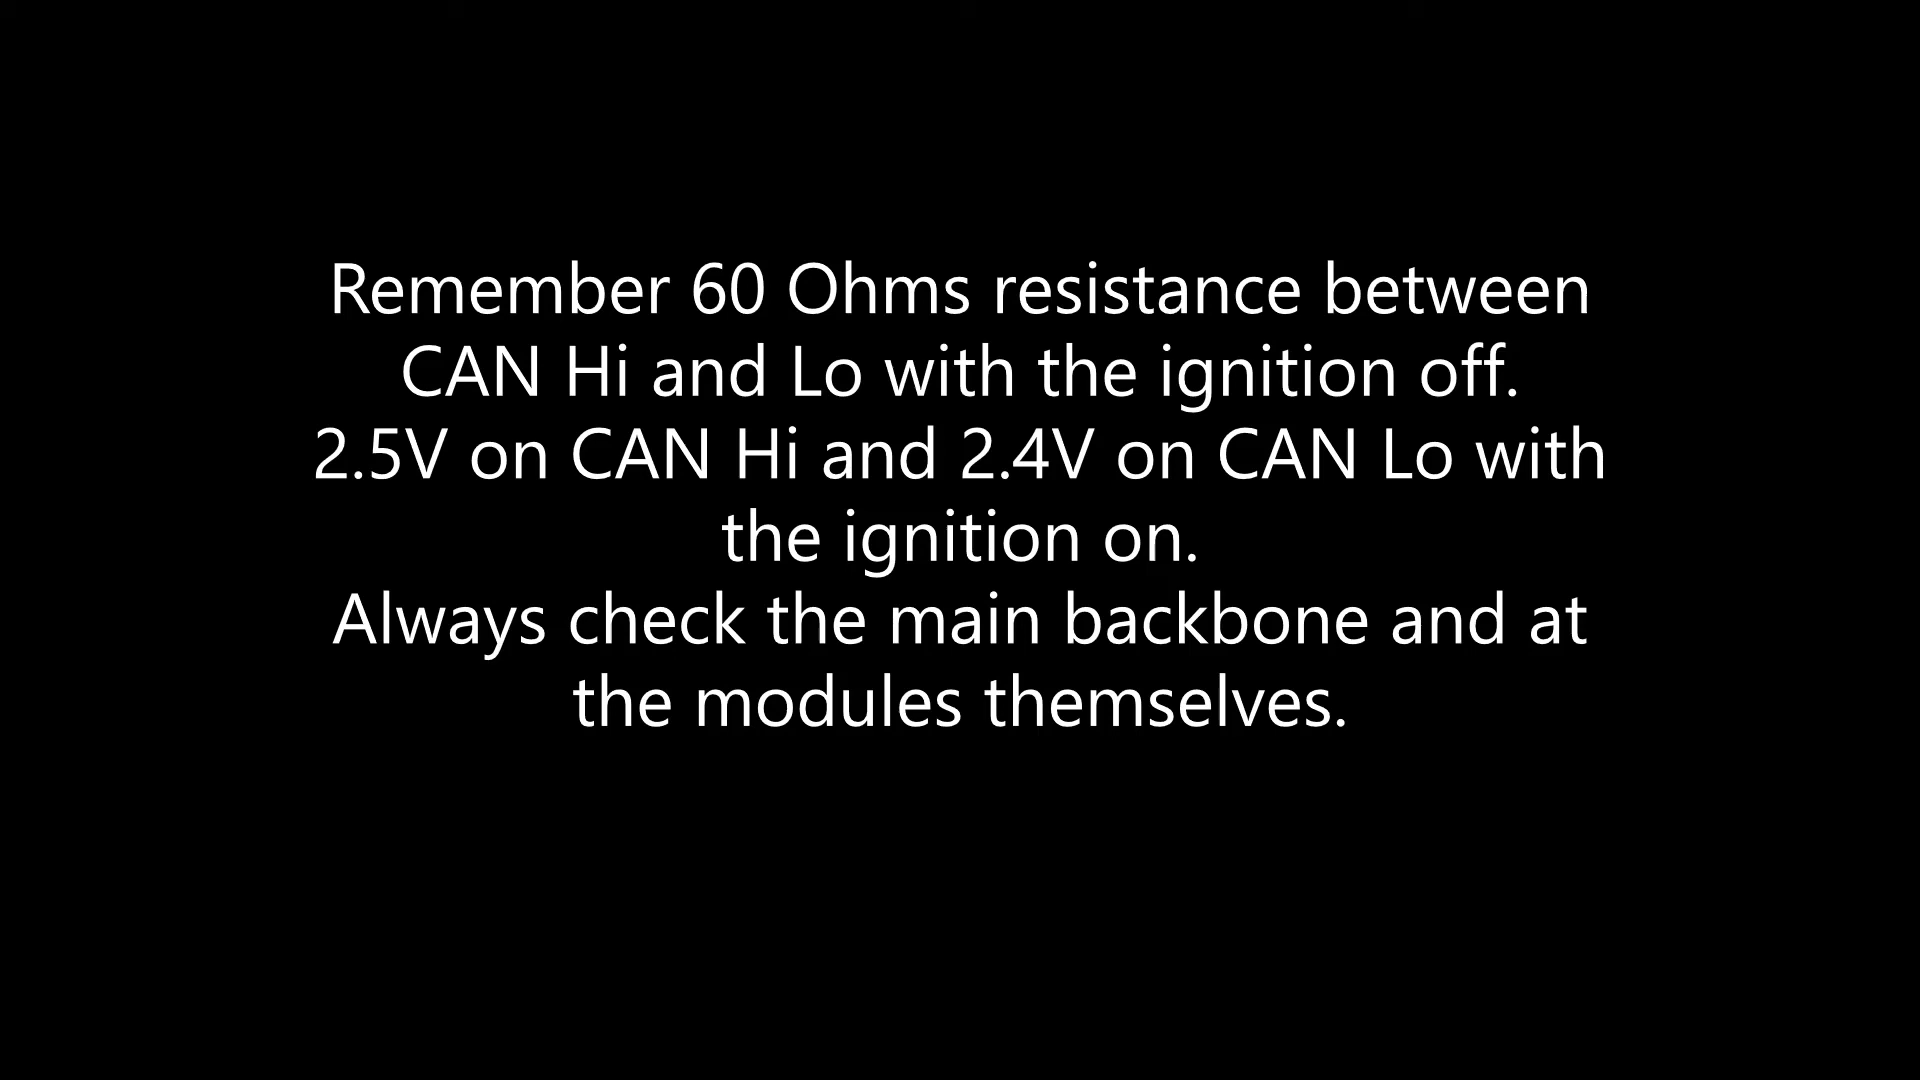 Remember 60 Ohms resistance between
CAN Hi and Lo with the ignition off.
2.5V on CAN Hi and 2.4V on CAN Lo with
the ignition on.
Always check the main backbone and at
the modules themselves.